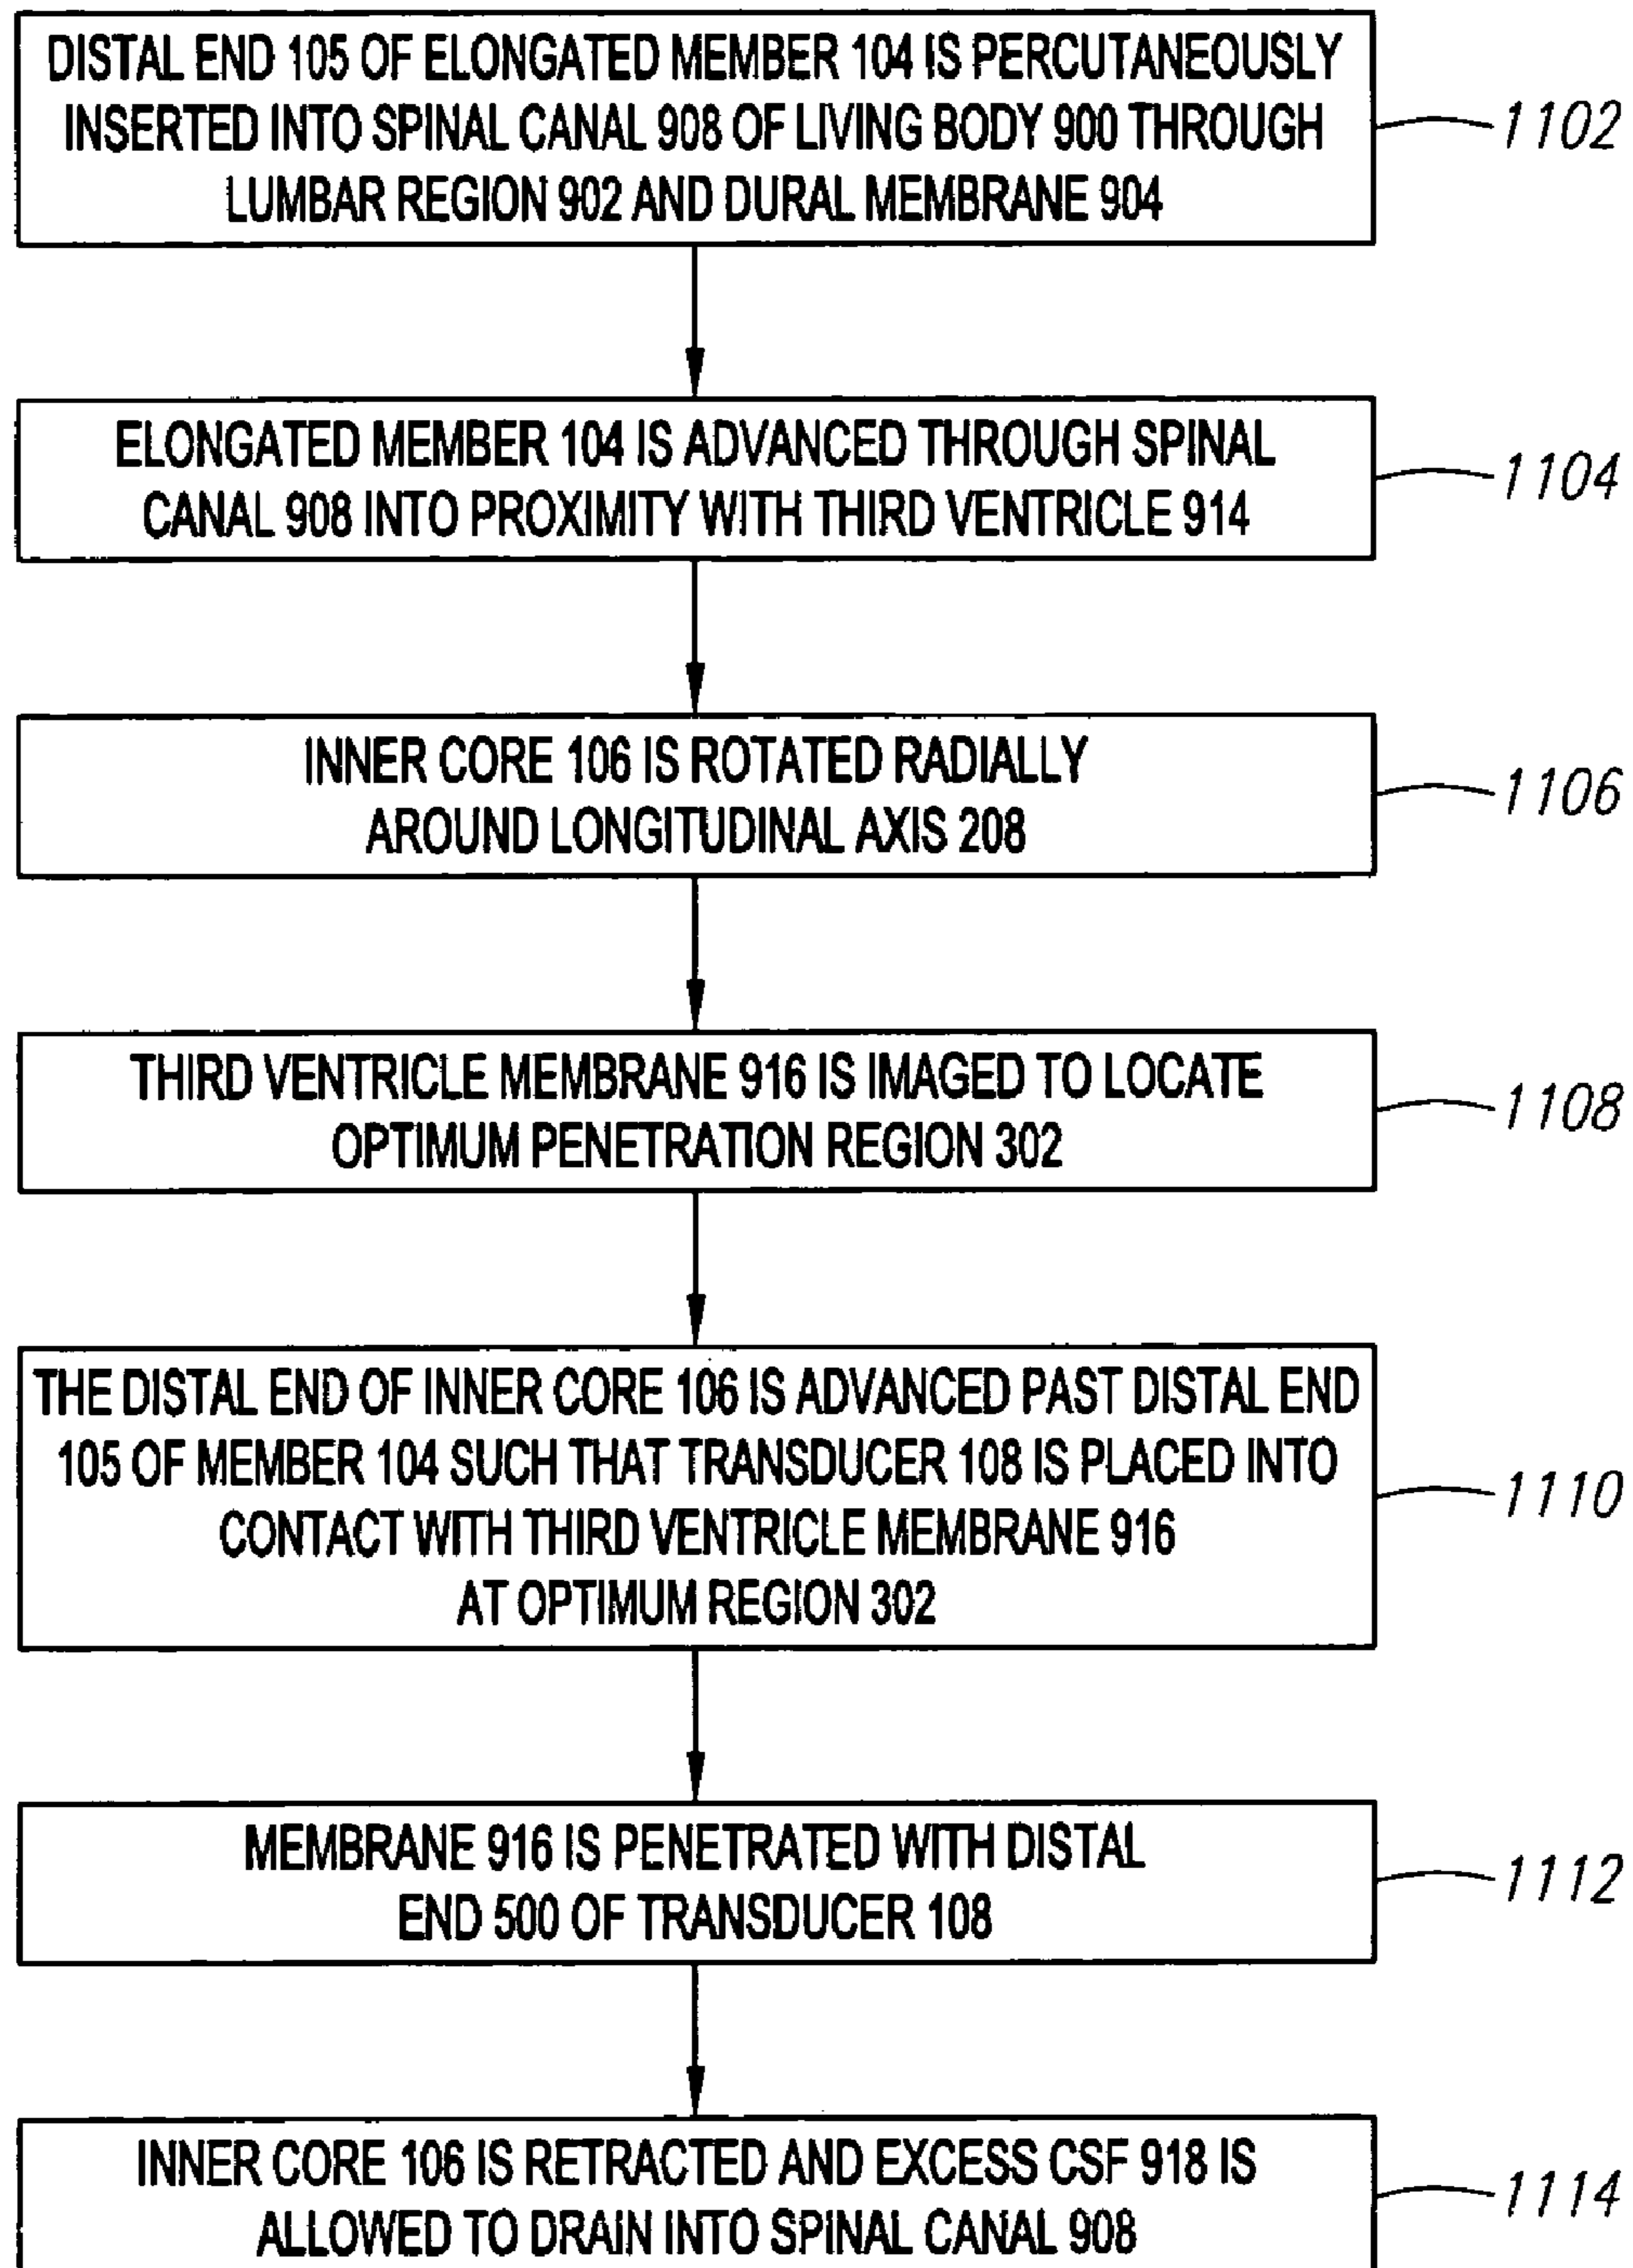 DISTAL END 105 OF ELONGATED MEMBER 104 IS PERCUTANEOUSLY
INSERTED INTO SPINAL CANAL 908 OF LIVING BODY 900 THROUGH
LUMBAR REGION 902 AND DURAL MEMBRANE 904
1102
ELONGATED MEMBER 104 IS ADVANCED THROUGH SPINAL
CANAL 908 INTO PROXIMITY WITH THIRD VENTRICLE 914
1104
INNER CORE 106 IS ROTATED RADIALLY
AROUND LONGITUDINAL AXIS 208
1106
THIRD VENTRICLE MEMBRANE 916 IS IMAGED TO LOCATE
OPTIMUM PENETRATION REGION 302
1108
THE DISTAL END OF INNER CORE 106 IS ADVANCED PAST DISTAL END
105 OF MEMBER 104 SUCH THAT TRANSDUCER 108 IS PLACED INTO
CONTACT WITH THIRD VENTRICLE MEMBRANE 916
AT OPTIMUM REGION 302
1110
MEMBRANE 916 IS PENETRATED WITH DISTAL
END 500 OF TRANSDUCER 108
1112
INNER CORE 106 IS RETRACTED AND EXCESS CSF 918 IS
ALLOWED TO DRAIN INTO SPINAL CANAL 908
1114